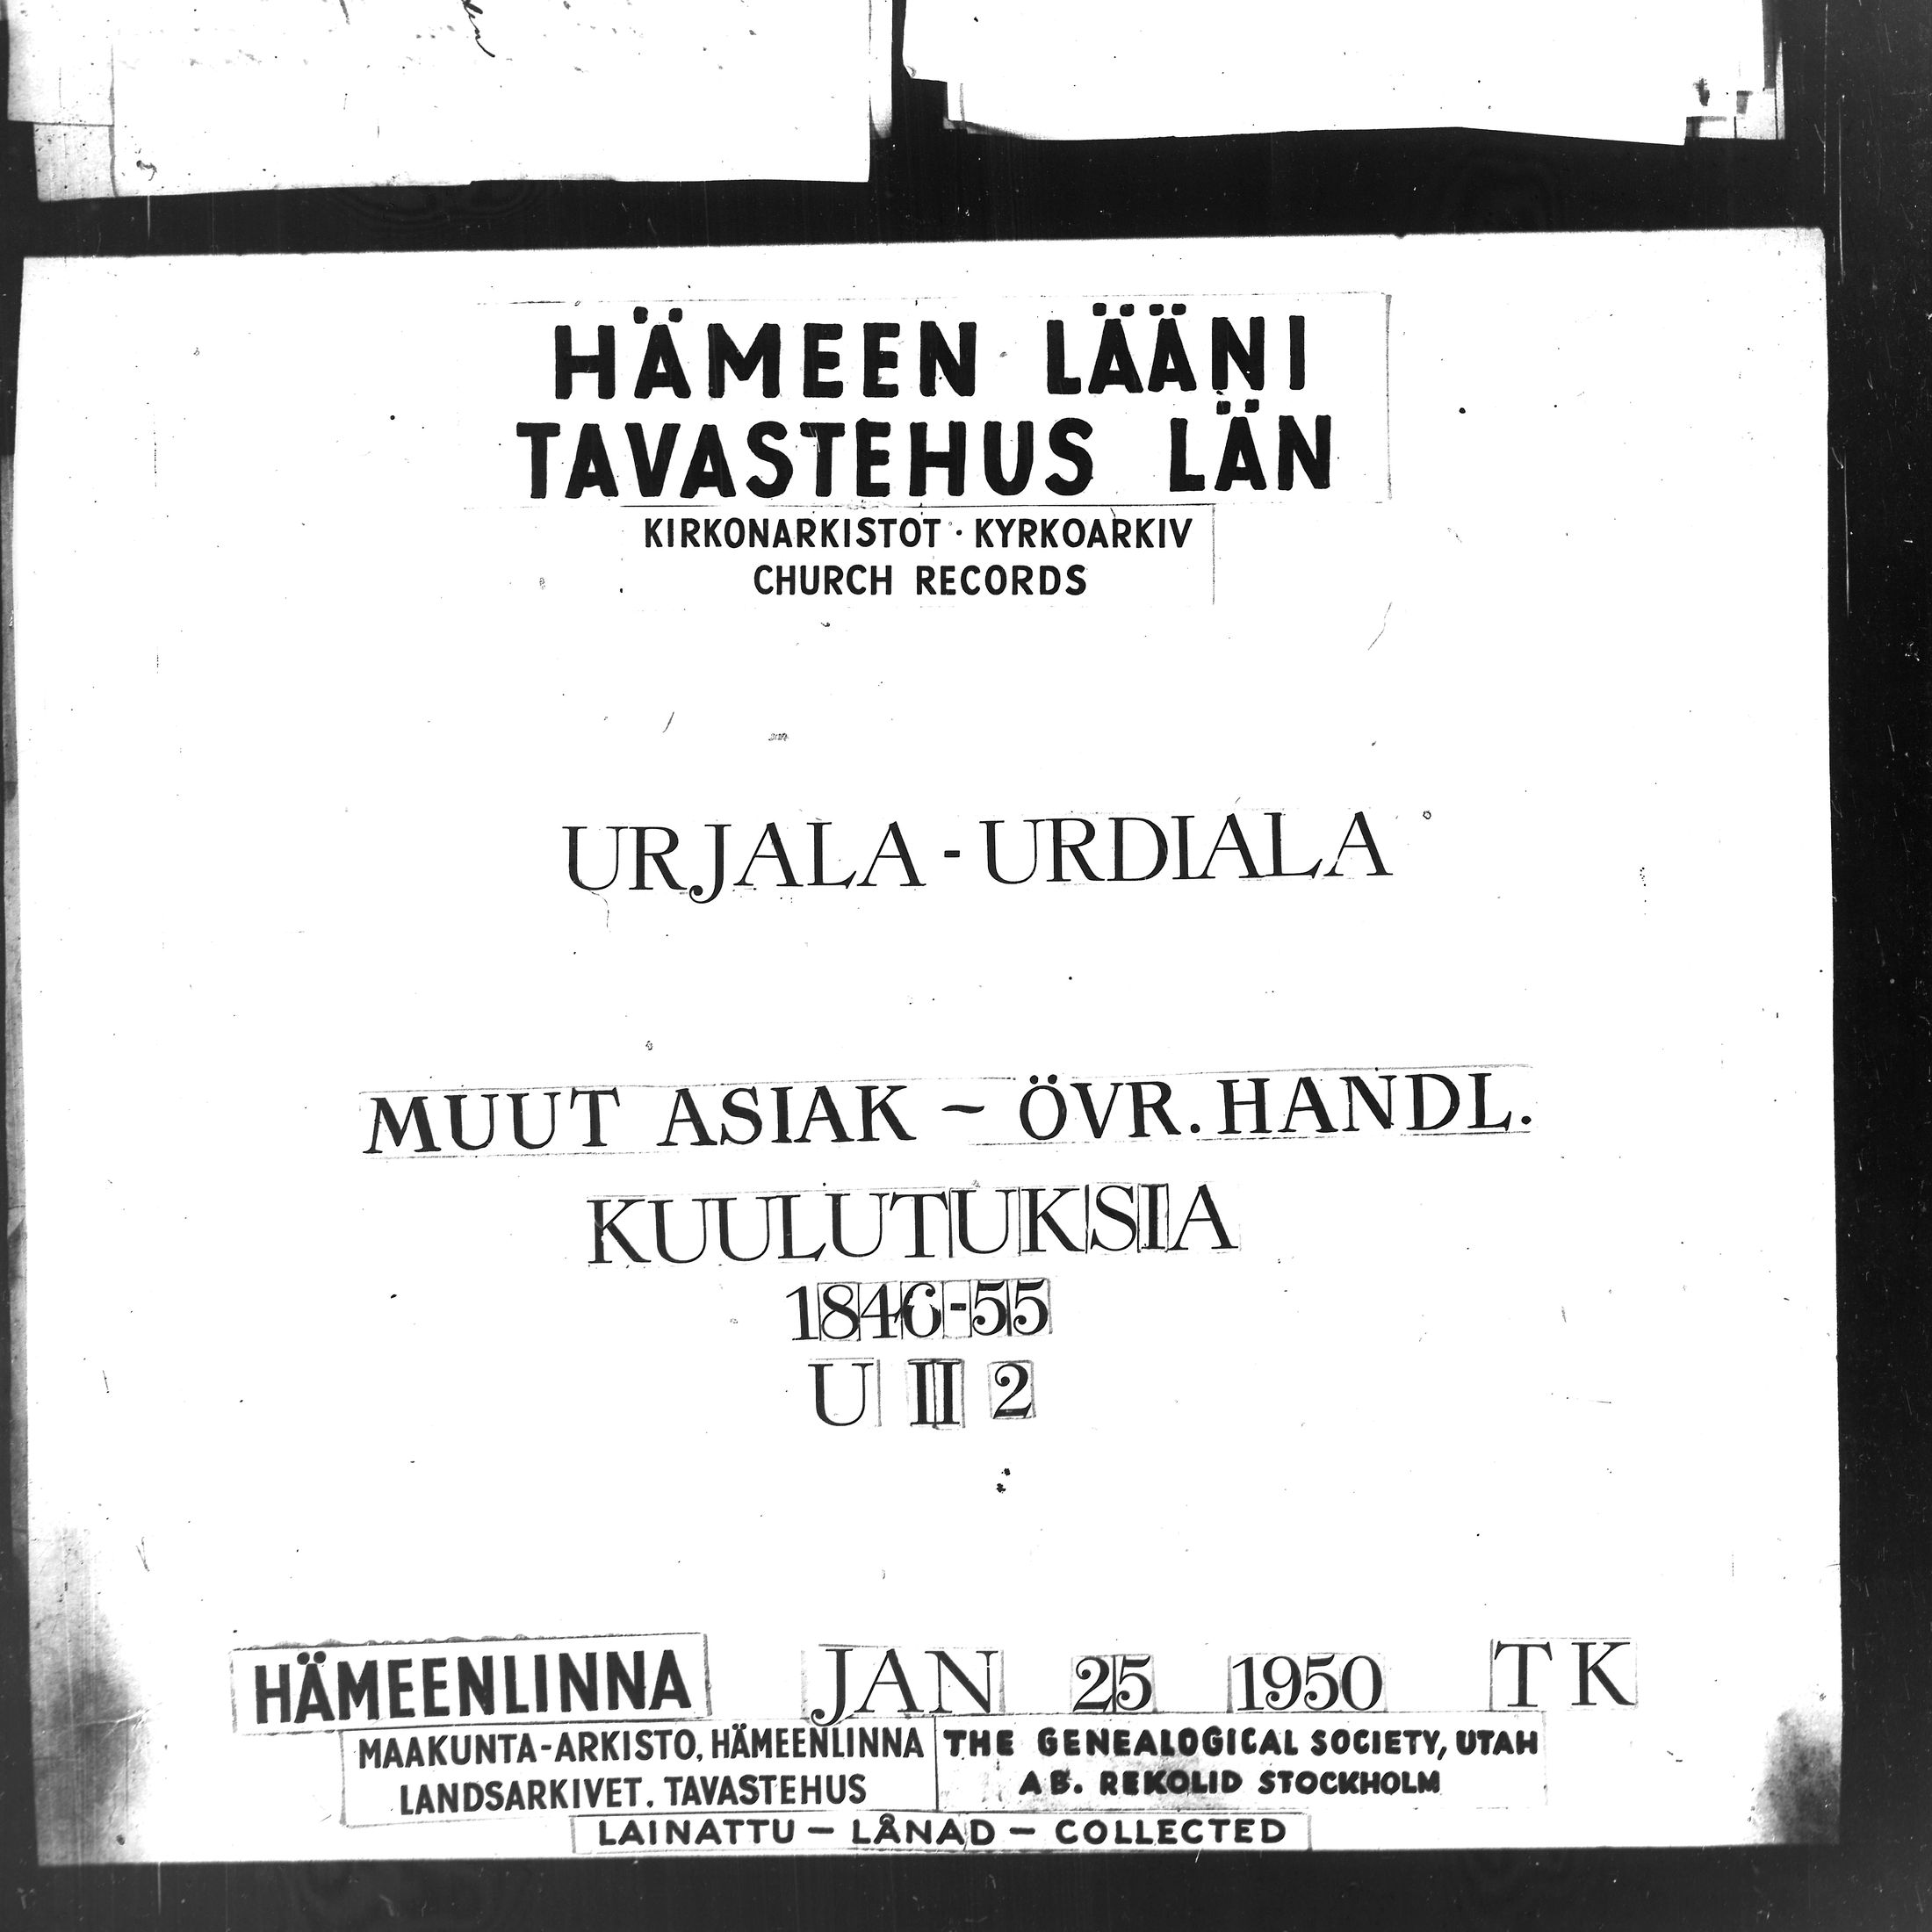 HÄMEEN LÄÄNI
TAVASTEHUS LÄN
KIRKONARKISTOT · KYRKOARKIV
CHURCH RECORDS
URJALA - URDIALA
MUUT ASIAK ~ ÖVR. HANDL.
KUULUTUKSIA
1846-55
U II 2
HÄMEENLINNA JAN 25 1950 TK
MAAKUNTA-ARKISTO, HÄMEENLINNA
LANDSARKIVET. TAVASTEHUS
THE GENEALOGICAL SOCIETY, UTAH
AB. REKOLID STOCKHOLM
LAINATTU — LÅNAD — COLLECTED